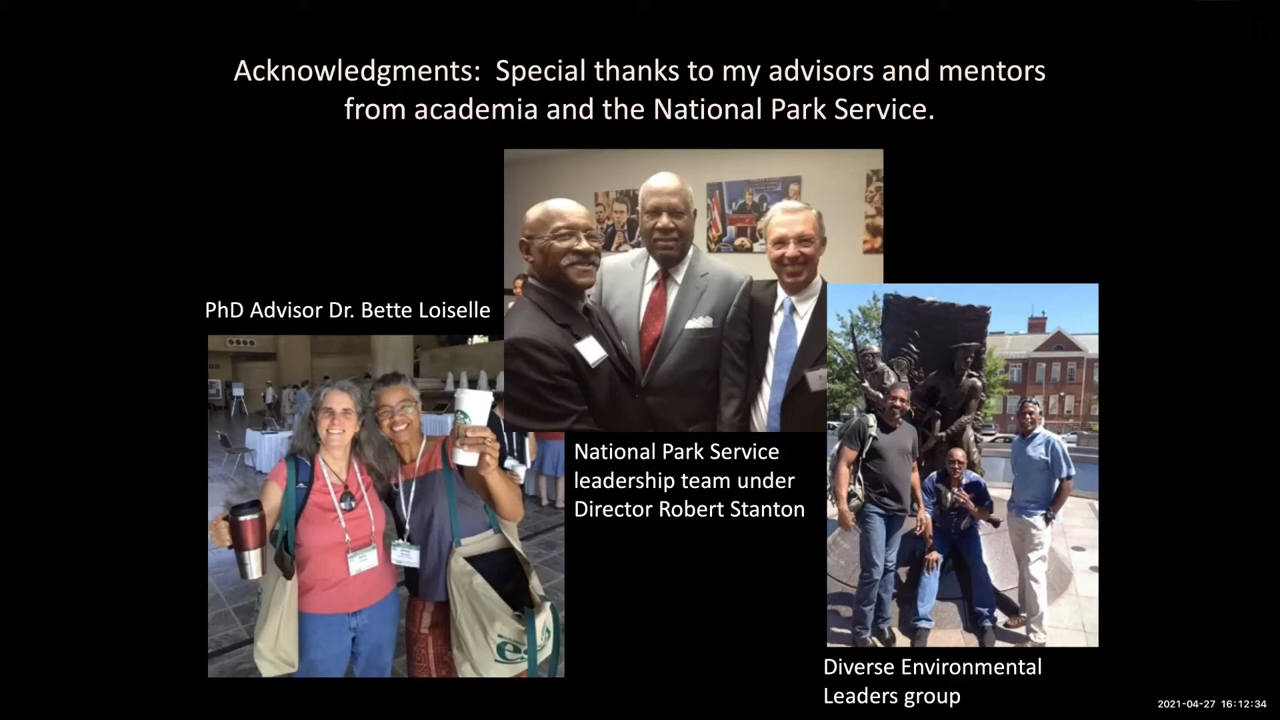 Acknowledgments:  Special thanks to my advisors and mentors
from academia and the National Park Service.
PhD Advisor Dr. Bette Loiselle
National Park Service
leadership team under
Director Robert Stanton
Diverse Environmental
Leaders group
2021-04-27 16:12:34